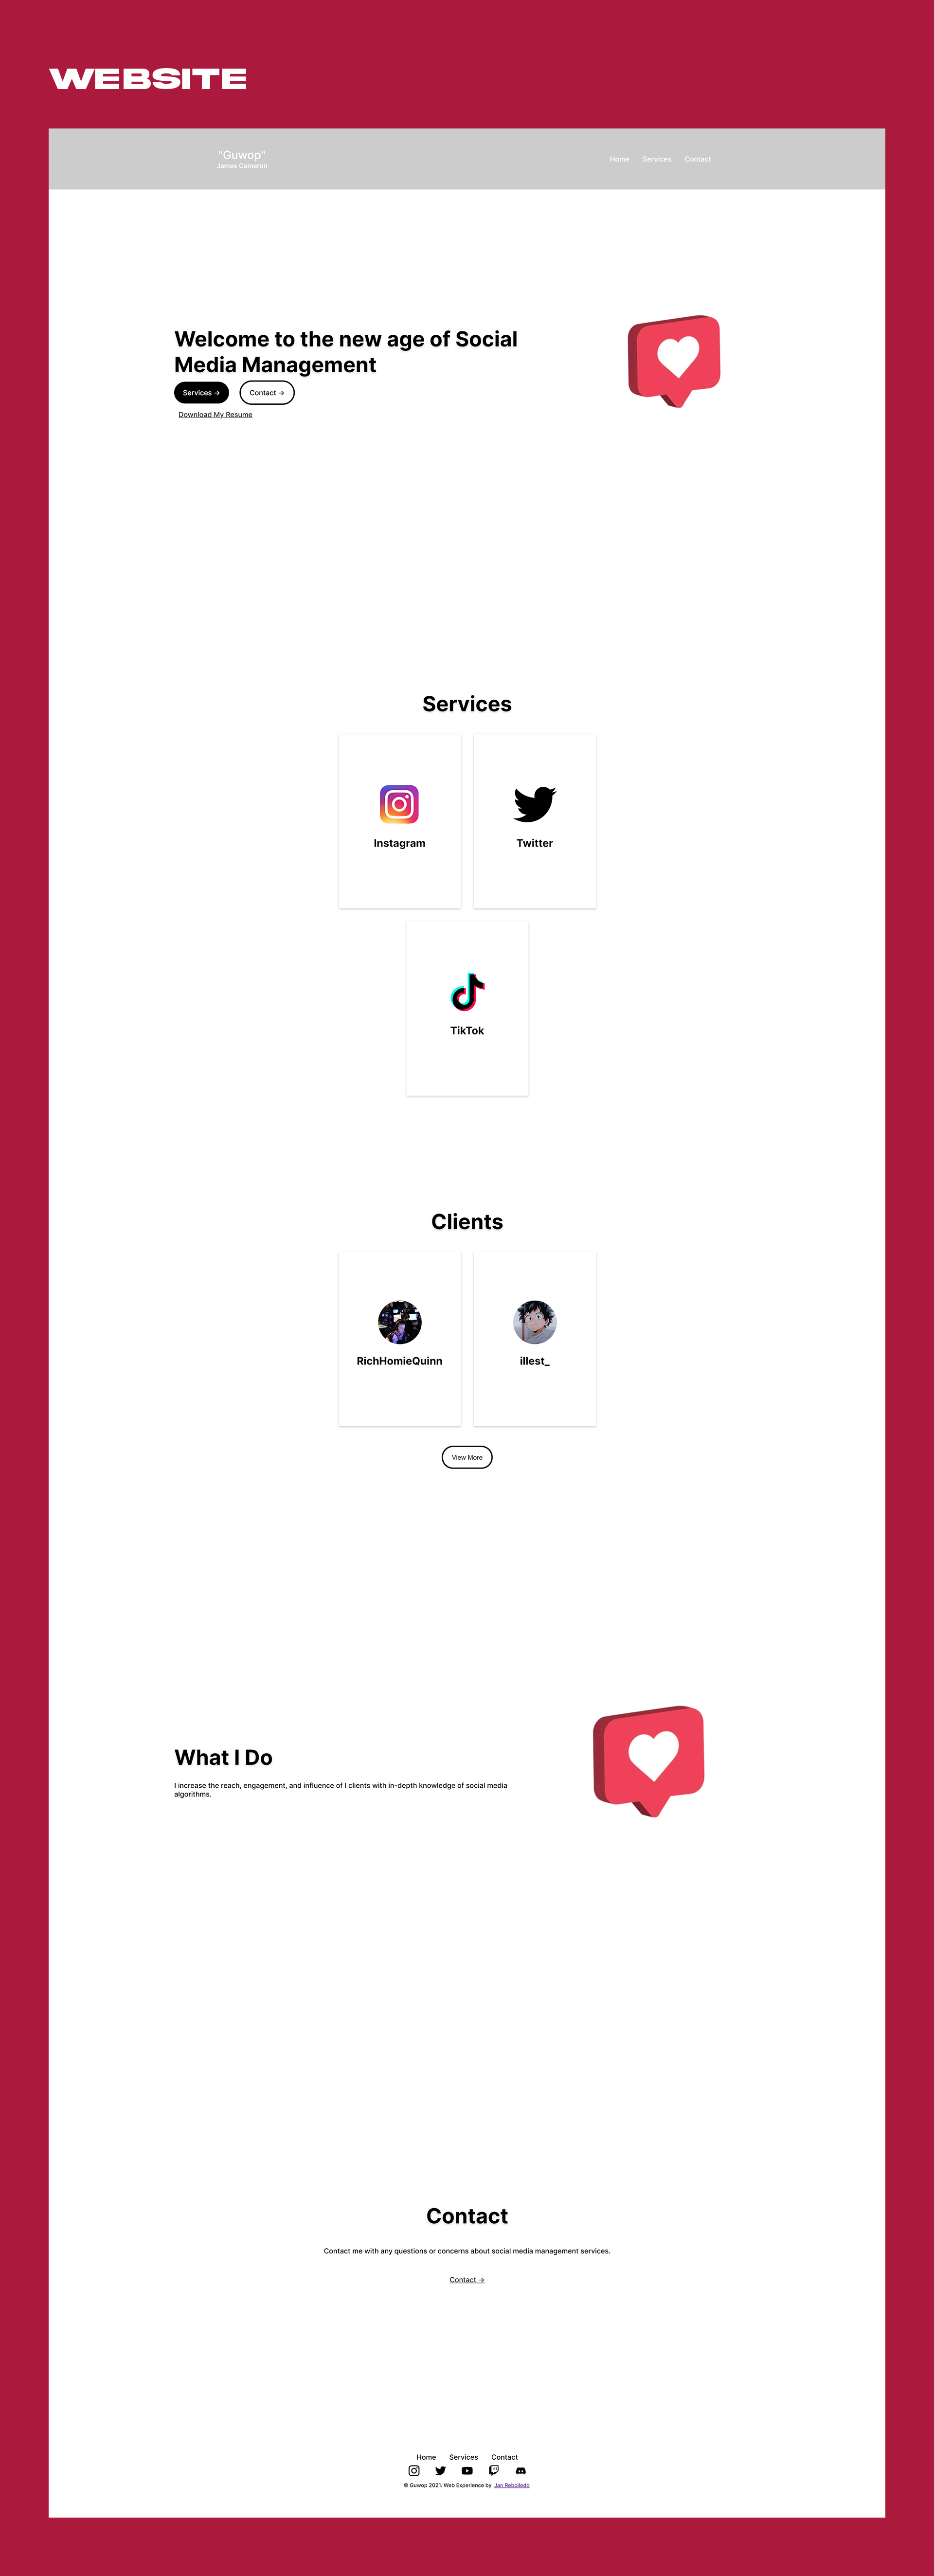 WEBSITE
"Guwop"
James Cameron
Home Services Contact
Welcome to the new age of Social
Media Management
Services → Contact →
Download My Resume
Services
Instagram Twitter
TikTok
Clients
RichHomieQuinn illest_
View More
What I Do
I increase the reach, engagement, and influence of I clients with in-depth knowledge of social media
algorithms.
Contact
Contact me with any questions or concerns about social media management services.
Contact →
Home Services Contact
© Guwop 2021. Web Experience by Jan Rebolledo